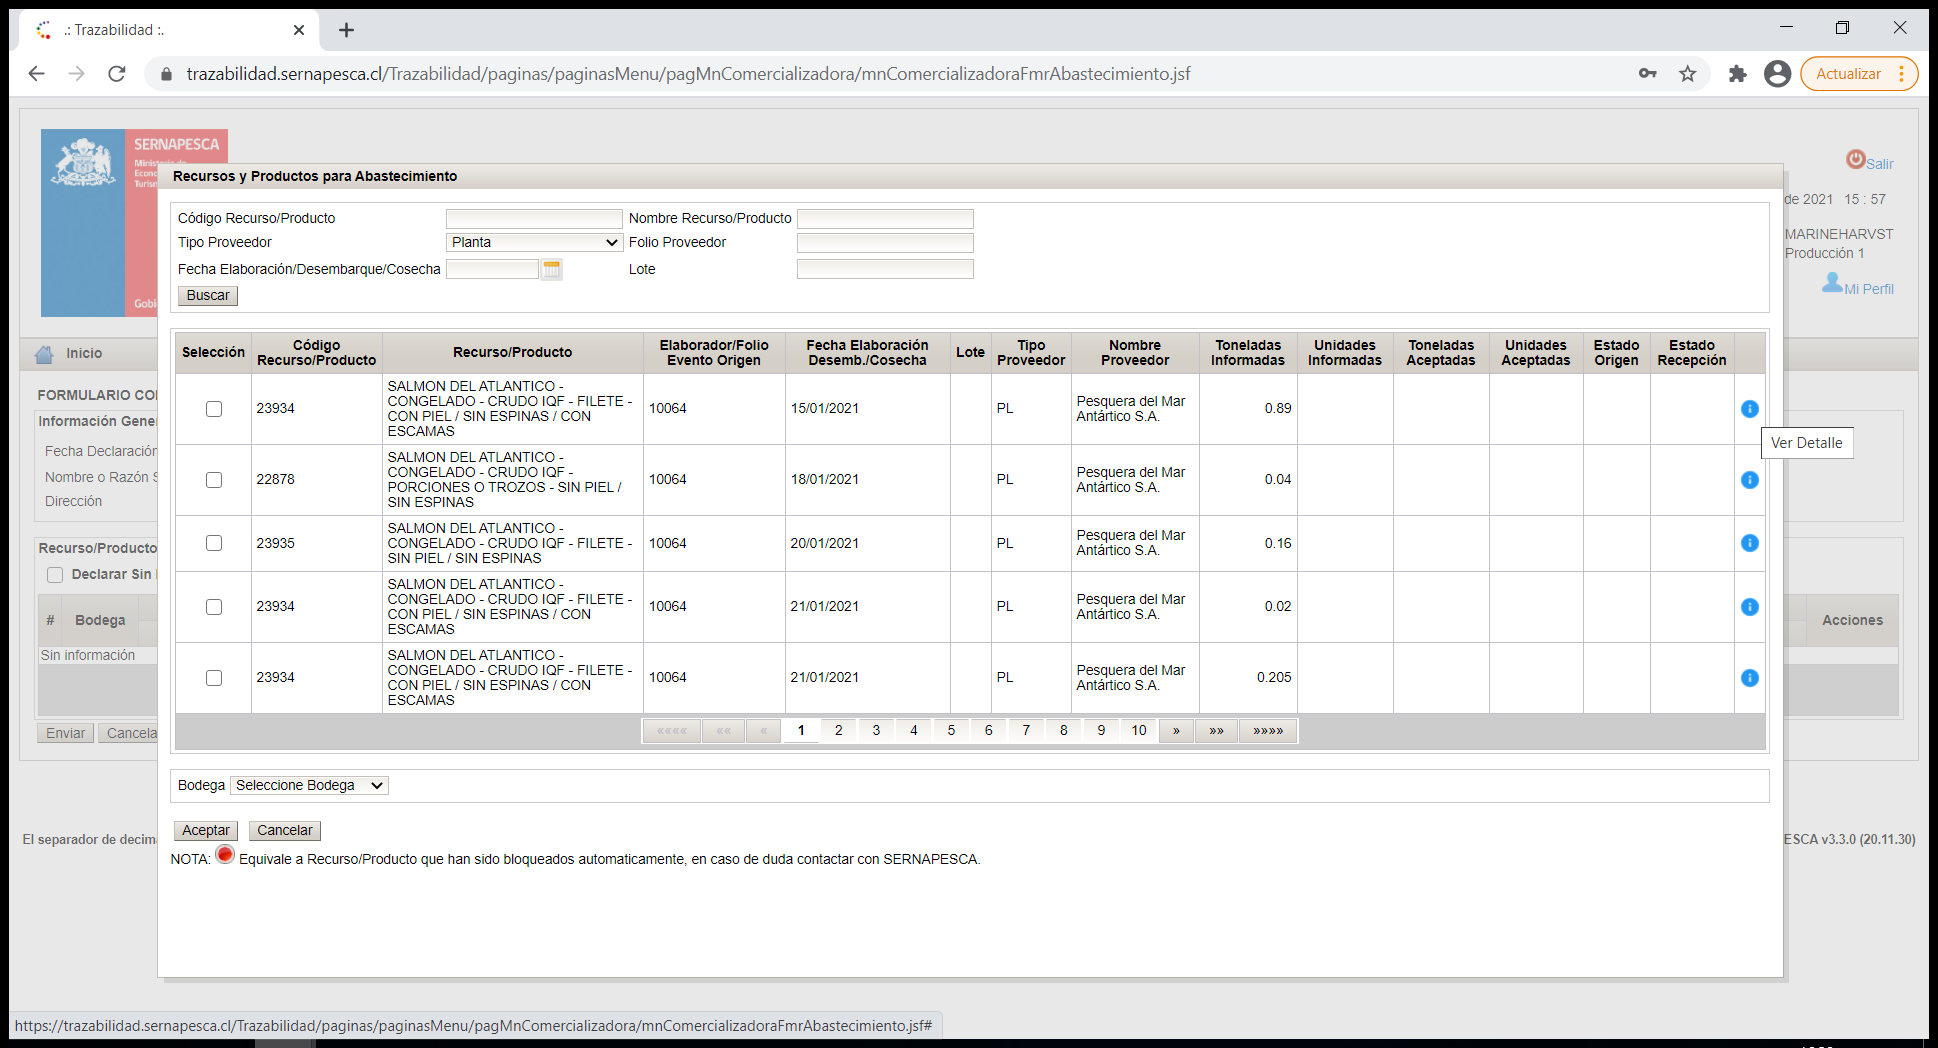 .: Trazabilidad :.
trazabilidad.sernapesca.cl/Trazabilidad/paginas/paginasMenu/pagMnComercializadora/mnComercializadoraFmrAbastecimiento.jsf
Actualizar
SERNAPESCA
Salir
Recursos y Productos para Abastecimiento
de 2021 15 : 57
Código Recurso/Producto
Nombre Recurso/Producto
Tipo Proveedor
Planta
Folio Proveedor
MARINEHARVST
Producción 1
Fecha Elaboración/Desembarque/Cosecha
Lote
Mi Perfil
Buscar
Gobi
Inicio
Selección
Código Recurso/Producto
Recurso/Producto
Elaborador/Folio Evento Origen
Fecha Elaboración Desemb./Cosecha
Lote
Tipo Proveedor
Nombre Proveedor
Toneladas Informadas
Unidades Informadas
Toneladas Aceptadas
Unidades Aceptadas
Estado Origen
Estado Recepción
FORMULARIO CO
Información Gene
Fecha Declaración
Nombre o Razón S
Dirección
23934
SALMON DEL ATLANTICO -
CONGELADO - CRUDO IQF - FILETE -
CON PIEL / SIN ESPINAS / CON
ESCAMAS
10064
15/01/2021
PL
Pesquera del Mar
Antártico S.A.
0.89
Ver Detalle
22878
SALMON DEL ATLANTICO -
CONGELADO - CRUDO IQF -
PORCIONES O TROZOS - SIN PIEL /
SIN ESPINAS
10064
18/01/2021
PL
Pesquera del Mar
Antártico S.A.
0.04
23935
SALMON DEL ATLANTICO -
CONGELADO - CRUDO IQF - FILETE -
SIN PIEL / SIN ESPINAS
10064
20/01/2021
PL
Pesquera del Mar
Antártico S.A.
0.16
Recurso/Producto
Declarar Sin
23934
SALMON DEL ATLANTICO -
CONGELADO - CRUDO IQF - FILETE -
CON PIEL / SIN ESPINAS / CON
ESCAMAS
10064
21/01/2021
PL
Pesquera del Mar
Antártico S.A.
0.02
# Bodega
Acciones
Sin información
23934
SALMON DEL ATLANTICO -
CONGELADO - CRUDO IQF - FILETE -
CON PIEL / SIN ESPINAS / CON
ESCAMAS
10064
21/01/2021
PL
Pesquera del Mar
Antártico S.A.
0.205
«««« «« « 1 2 3 4 5 6 7 8 9 10 » »» »»»»
Enviar
Cancela
Bodega
Seleccione Bodega
Aceptar
Cancelar
El separador de decim
ESCA v3.3.0 (20.11.30)
NOTA: Equivale a Recurso/Producto que han sido bloqueados automaticamente, en caso de duda contactar con SERNAPESCA.
https://trazabilidad.sernapesca.cl/Trazabilidad/paginas/paginasMenu/pagMnComercializadora/mnComercializadoraFmrAbastecimiento.jsf#